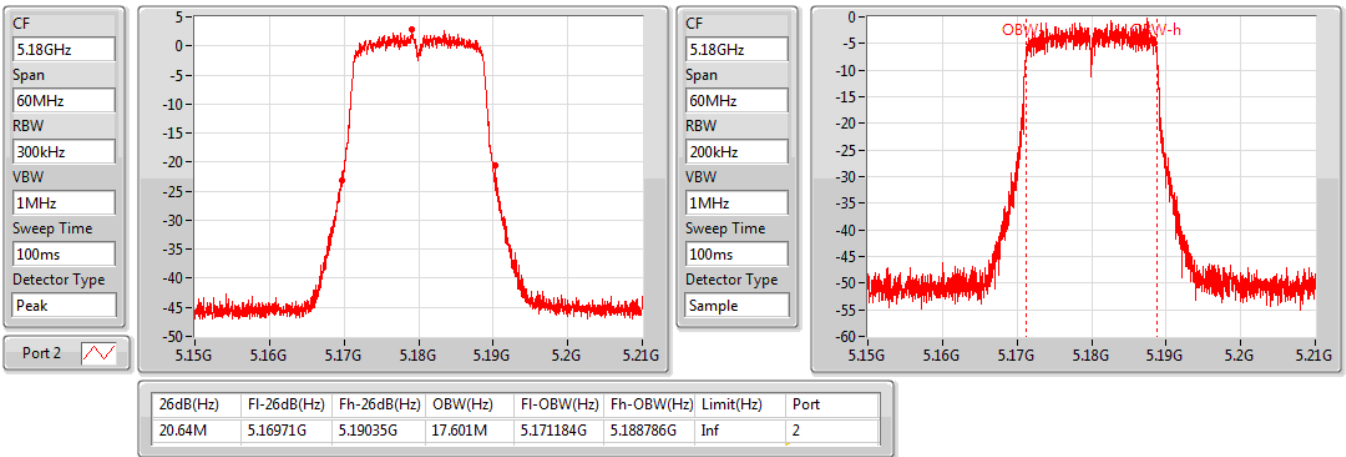 CF
5.18GHz
Span
60MHz
RBW
300kHz
VBW
1MHz
Sweep Time
100ms
Detector Type
Peak
Port 2
5
0
-5
-10
-15
-20
-25
-30
-35
-40
-45
-50
5.15G 5.16G 5.17G 5.18G 5.19G 5.2G 5.21G
CF
5.18GHz
Span
60MHz
RBW
200kHz
VBW
1MHz
Sweep Time
100ms
Detector Type
Sample
0
-5
-10
-15
-20
-25
-30
-35
-40
-45
-50
-55
-60
OBW-h
5.15G 5.16G 5.17G 5.18G 5.19G 5.2G 5.21G
26dB(Hz) Fl-26dB(Hz) Fh-26dB(Hz) OBW(Hz) Fl-OBW(Hz) Fh-OBW(Hz) Limit(Hz) Port
20.64M 5.16971G 5.19035G 17.601M 5.171184G 5.188786G Inf 2